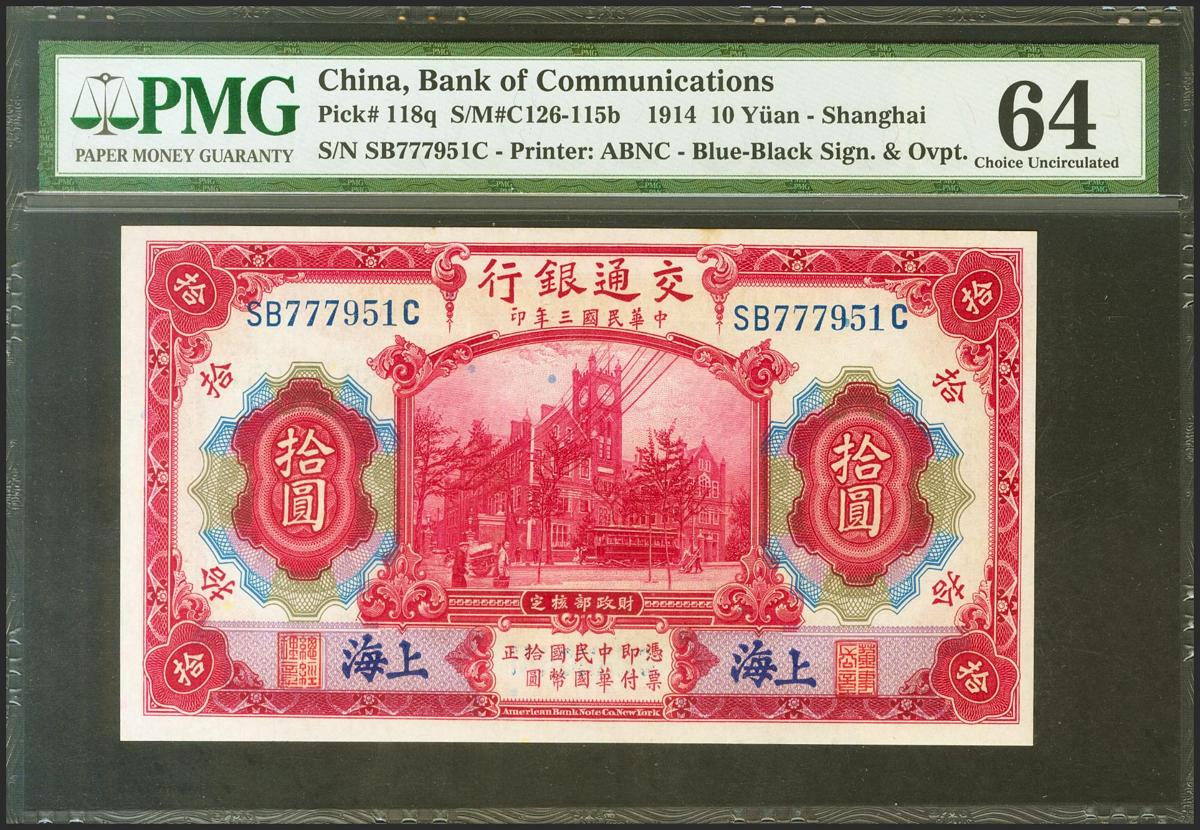 PMG
PAPER MONEY GUARANTY
China, Bank of Communications
Pick# 118q S/M#C126-115b 1914 10 Yüan - Shanghai
S/N SB777951C - Printer: ABNC - Blue-Black Sign. & Ovpt.
64
Choice Uncirculated
拾
交通銀行
拾
SB777951C
中華民國三年印
SB777951C
拾
拾
拾圓
拾圓
拾
拾
財政部核定
拾
上海
憑票即付中華民國國幣拾圓正
上海
拾
American Bank Note Co. New York